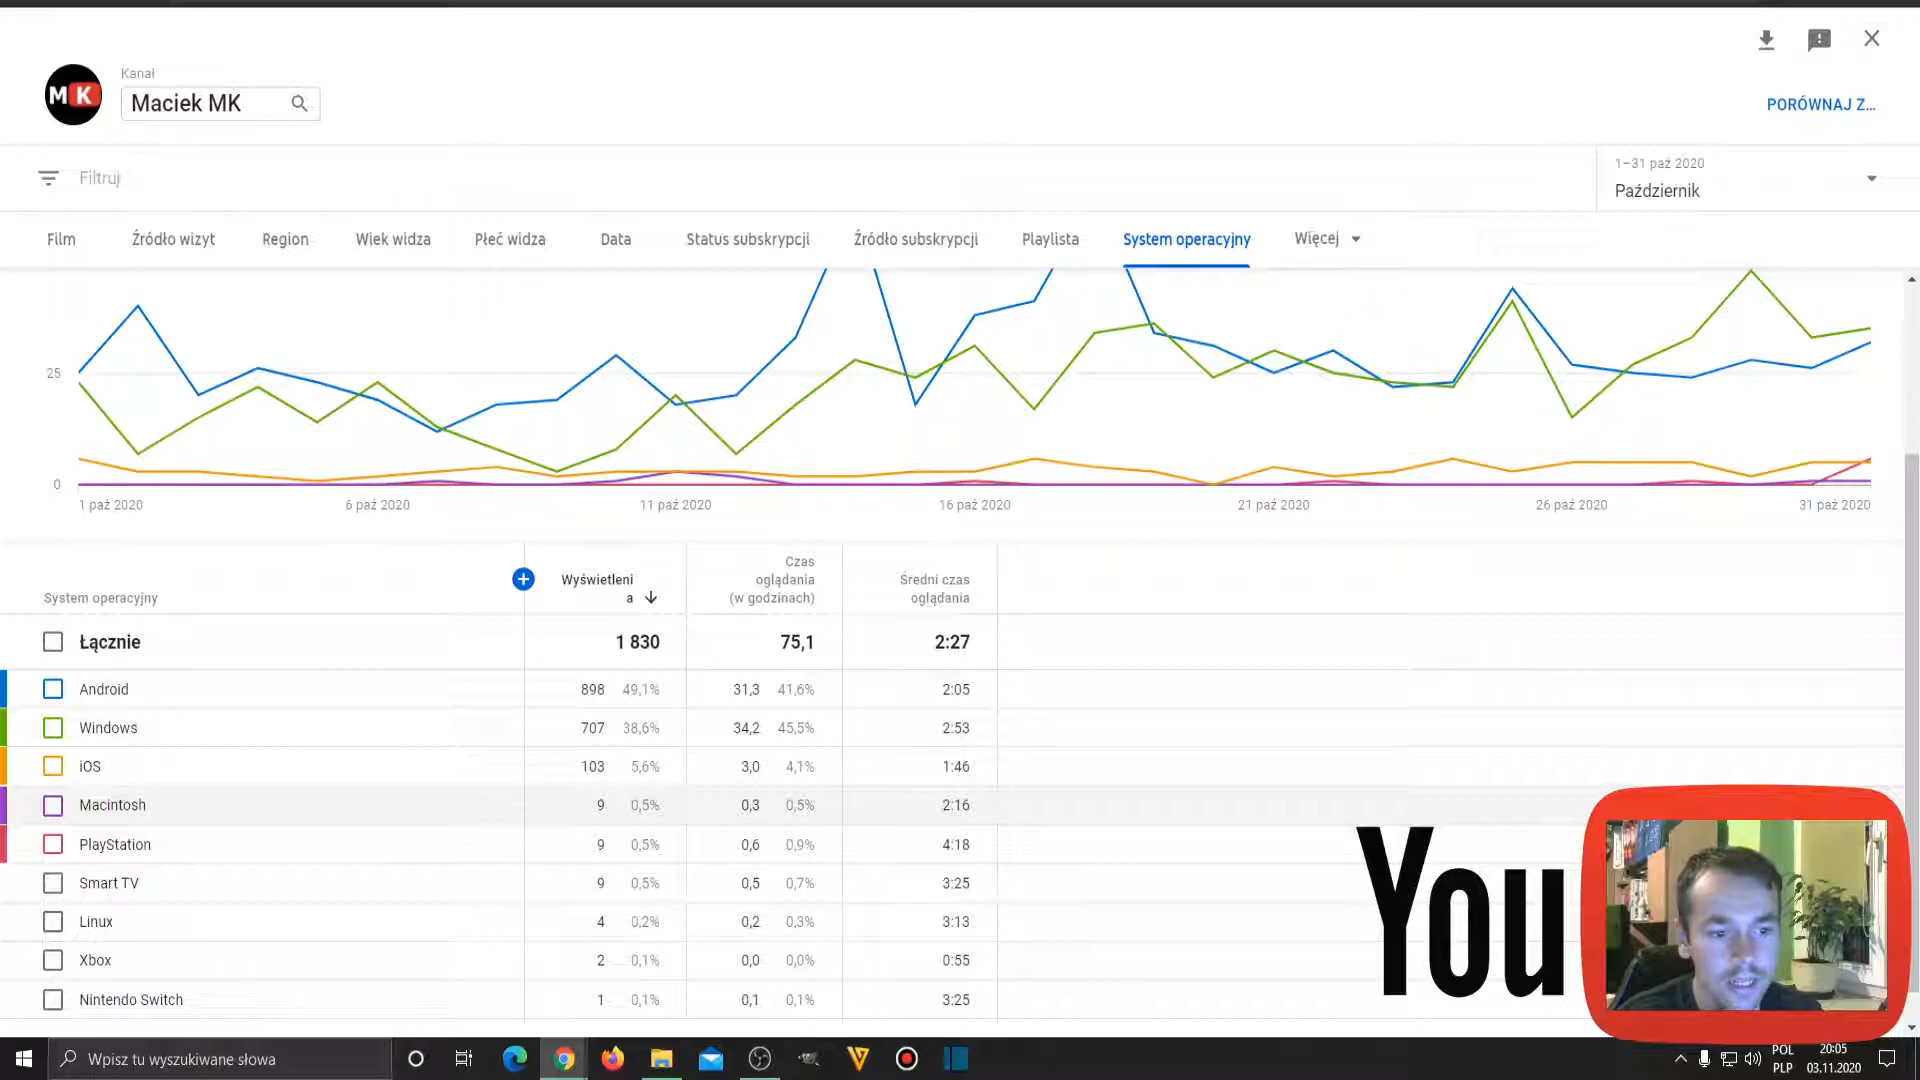 Kanał
MK
Maciek MK
PORÓWNAJ Z...
Filtruj
1–31 paź 2020
Październik
Film
Źródło wizyt
Region
Wiek widza
Płeć widza
Data
Status subskrypcji
Źródło subskrypcji
Playlista
System operacyjny
Więcej
25
0
1 paź 2020
6 paź 2020
11 paź 2020
16 paź 2020
21 paź 2020
26 paź 2020
31 paź 2020
System operacyjny
Wyświetleni
a
Czas
oglądania
(w godzinach)
Średni czas
oglądania
Łącznie 1 830 75,1 2:27
Android 898 49,1% 31,3 41,6% 2:05
Windows 707 38,6% 34,2 45,5% 2:53
iOS 103 5,6% 3,0 4,1% 1:46
Macintosh 9 0,5% 0,3 0,5% 2:16
PlayStation 9 0,5% 0,6 0,9% 4:18
Smart TV 9 0,5% 0,5 0,7% 3:25
Linux 4 0,2% 0,2 0,3% 3:13
Xbox 2 0,1% 0,0 0,0% 0:55
Nintendo Switch 1 0,1% 0,1 0,1% 3:25
You
Wpisz tu wyszukiwane słowa
POL
PLP
20:05
03.11.2020